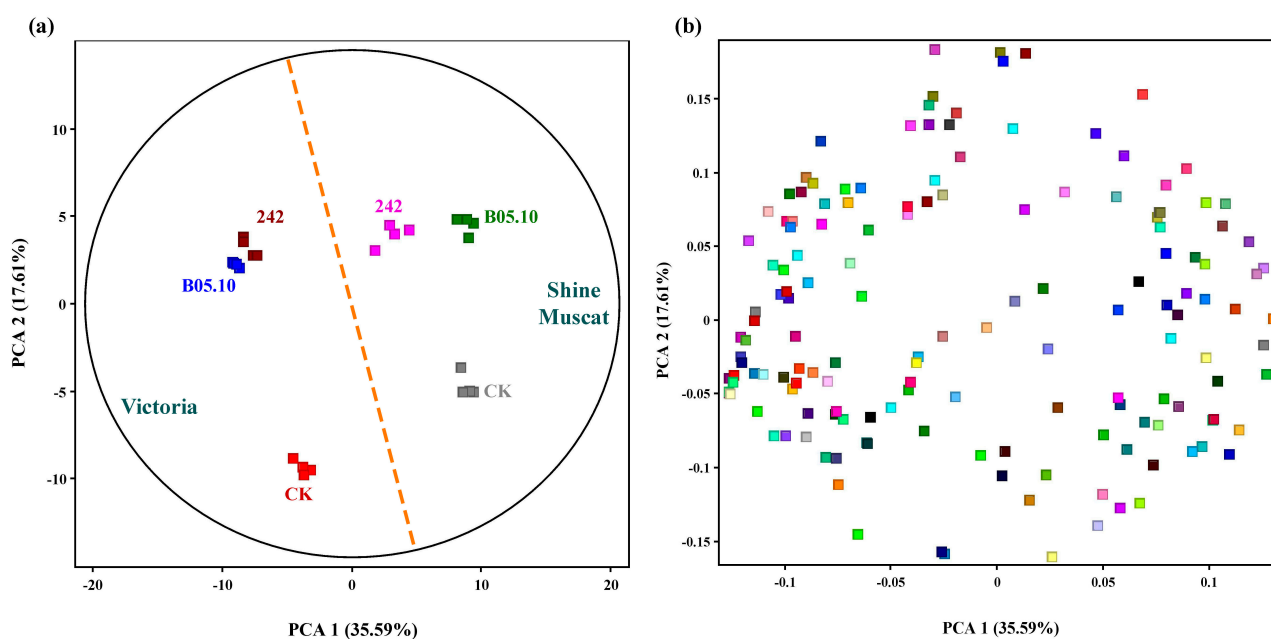 (a)
PCA 2 (17.61%)
10
5
0
-5
-10
-20
-10
0
10
20
PCA 1 (35.59%)
242
B05.10
242
B05.10
Shine
Muscat
CK
Victoria
CK
(b)
PCA 2 (17.61%)
0.15
0.1
0.05
0
-0.05
-0.1
-0.15
-0.1
-0.05
0
0.05
0.1
PCA 1 (35.59%)